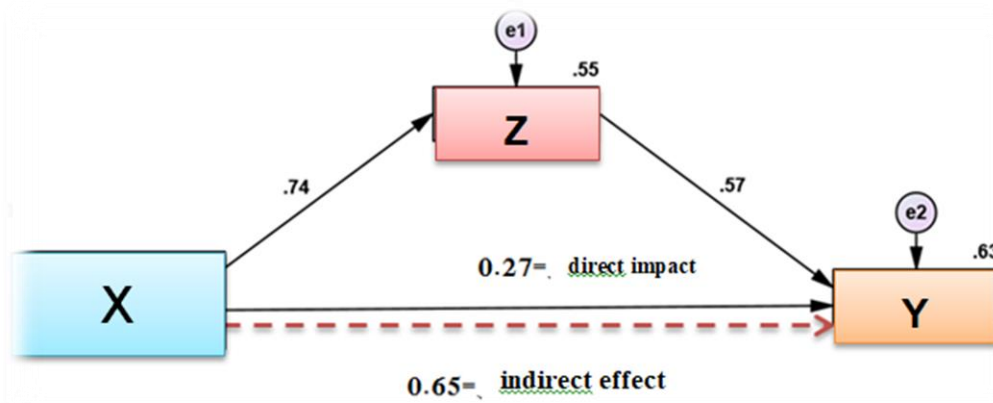 e1
.55
Z
.74
.57
e2
.63
0.27=、 direct impact
X
Y
0.65=、 indirect effect